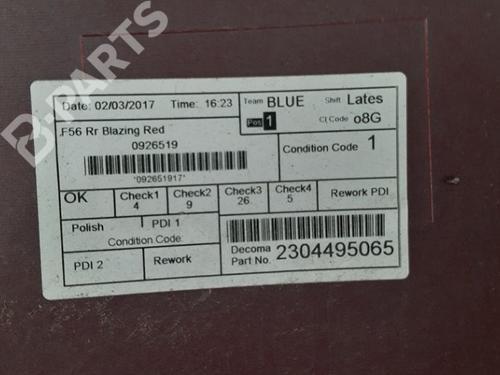 B-PARTS
Date: 02/03/2017 Time: 16:23 Team BLUE Shift Lates
Pos 1 Cl Code o8G
F56 Rr Blazing Red
0926519
Condition Code 1
*092651917*
OK Check1 4 Check2 9 Check3 26 Check4 5 Rework PDI
Polish PDI 1
Condition Code
PDI 2 Rework
Decoma
Part No. 2304495065